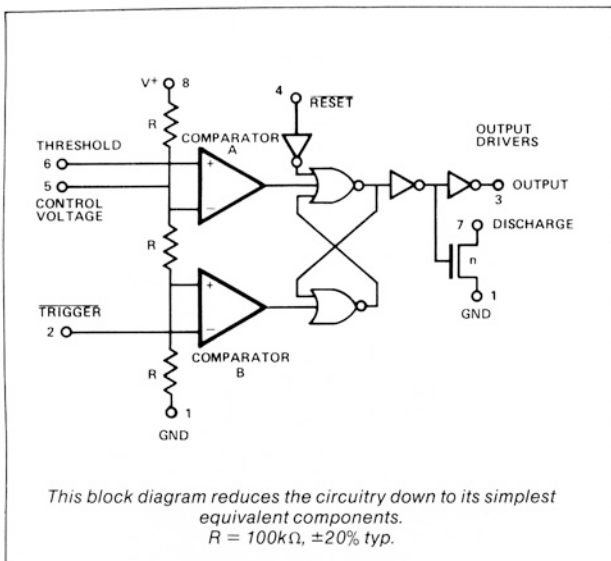 V+ 8
R
THRESHOLD
6
5
CONTROL
VOLTAGE
COMPARATOR
A
+
−
4
RESET
OUTPUT
DRIVERS
OUTPUT
3
7 DISCHARGE
n
1
GND
R
+
−
TRIGGER
2
COMPARATOR
B
R
1
GND
This block diagram reduces the circuitry down to its simplest
equivalent components.
R = 100kΩ, ±20% typ.